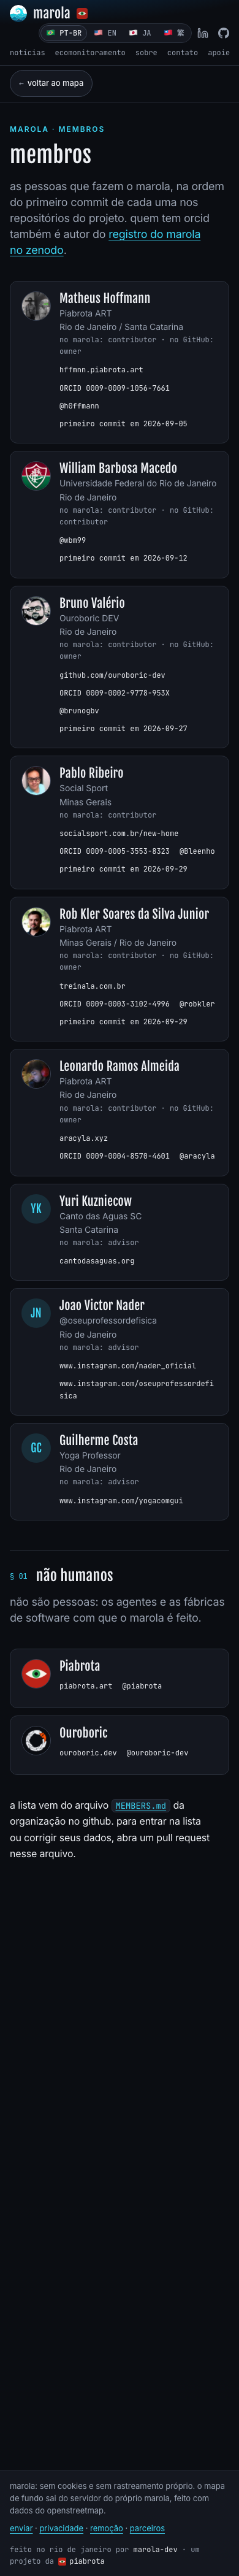 marola
PT-BR EN JA 繁
notícias ecomonitoramento sobre contato apoie
← voltar ao mapa
MAROLA · MEMBROS
membros
as pessoas que fazem o marola, na ordem
do primeiro commit de cada uma nos
repositórios do projeto. quem tem orcid
também é autor do registro do marola
no zenodo.
Matheus Hoffmann
Piabrota ART
Rio de Janeiro / Santa Catarina
no marola: contributor · no GitHub:
owner
hffmnn.piabrota.art
ORCID 0009-0009-1056-7661
@h0ffmann
primeiro commit em 2026-09-05
William Barbosa Macedo
Universidade Federal do Rio de Janeiro
Rio de Janeiro
no marola: contributor · no GitHub:
contributor
@wbm99
primeiro commit em 2026-09-12
Bruno Valério
Ouroboric DEV
Rio de Janeiro
no marola: contributor · no GitHub:
owner
github.com/ouroboric-dev
ORCID 0009-0002-9778-953X
@brunogbv
primeiro commit em 2026-09-27
Pablo Ribeiro
Social Sport
Minas Gerais
no marola: contributor
socialsport.com.br/new-home
ORCID 0009-0005-3553-8323 @Bleenho
primeiro commit em 2026-09-29
Rob Kler Soares da Silva Junior
Piabrota ART
Minas Gerais / Rio de Janeiro
no marola: contributor · no GitHub:
owner
treinala.com.br
ORCID 0009-0003-3102-4996 @robkler
primeiro commit em 2026-09-29
Leonardo Ramos Almeida
Piabrota ART
Rio de Janeiro
no marola: contributor · no GitHub:
owner
aracyla.xyz
ORCID 0009-0004-8570-4601 @aracyla
YK
Yuri Kuzniecow
Canto das Aguas SC
Santa Catarina
no marola: advisor
cantodasaguas.org
JN
Joao Victor Nader
@oseuprofessordefisica
Rio de Janeiro
no marola: advisor
www.instagram.com/nader_oficial
www.instagram.com/oseuprofessordefi
sica
GC
Guilherme Costa
Yoga Professor
Rio de Janeiro
no marola: advisor
www.instagram.com/yogacomgui
§ 01 não humanos
não são pessoas: os agentes e as fábricas
de software com que o marola é feito.
Piabrota
piabrota.art @piabrota
Ouroboric
ouroboric.dev @ouroboric-dev
a lista vem do arquivo MEMBERS.md da
organização no github. para entrar na lista
ou corrigir seus dados, abra um pull request
nesse arquivo.
marola: sem cookies e sem rastreamento próprio. o mapa
de fundo sai do servidor do próprio marola, feito com
dados do openstreetmap.
enviar · privacidade · remoção · parceiros
feito no rio de janeiro por marola-dev · um
projeto da piabrota